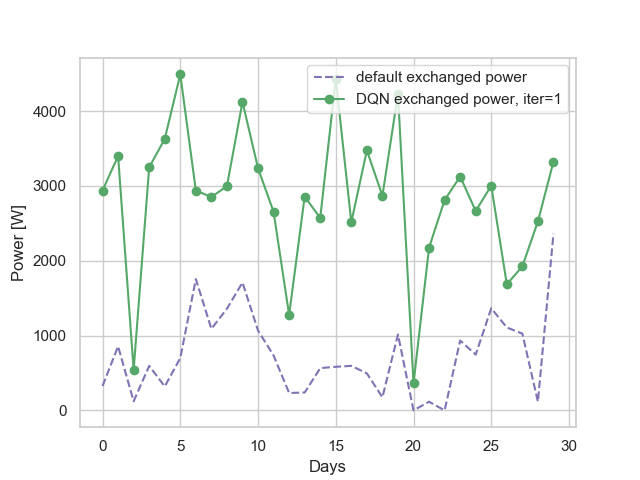 default exchanged power
DQN exchanged power, iter=1
4000
3000
2000
1000
0
Power [W]
0 5 10 15 20 25 30
Days